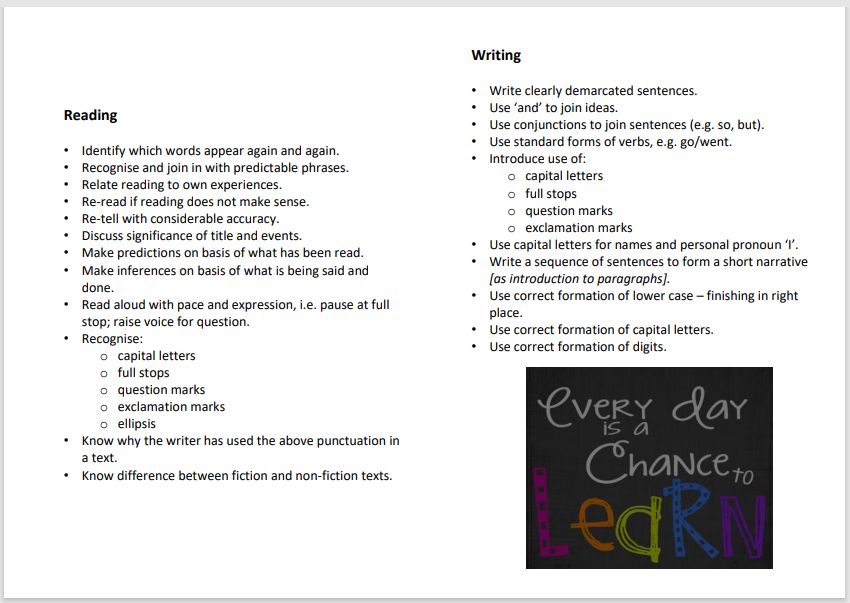 Reading
• Identify which words appear again and again.
• Recognise and join in with predictable phrases.
• Relate reading to own experiences.
• Re-read if reading does not make sense.
• Re-tell with considerable accuracy.
• Discuss significance of title and events.
• Make predictions on basis of what has been read.
• Make inferences on basis of what is being said and
done.
• Read aloud with pace and expression, i.e. pause at full
stop; raise voice for question.
• Recognise:
o capital letters
o full stops
o question marks
o exclamation marks
o ellipsis
• Know why the writer has used the above punctuation in
a text.
• Know difference between fiction and non-fiction texts.
Writing
• Write clearly demarcated sentences.
• Use ‘and’ to join ideas.
• Use conjunctions to join sentences (e.g. so, but).
• Use standard forms of verbs, e.g. go/went.
• Introduce use of:
o capital letters
o full stops
o question marks
o exclamation marks
• Use capital letters for names and personal pronoun ‘I’.
• Write a sequence of sentences to form a short narrative
[as introduction to paragraphs].
• Use correct formation of lower case – finishing in right
place.
• Use correct formation of capital letters.
• Use correct formation of digits.
Every day
is a
Chance to
LeaRN